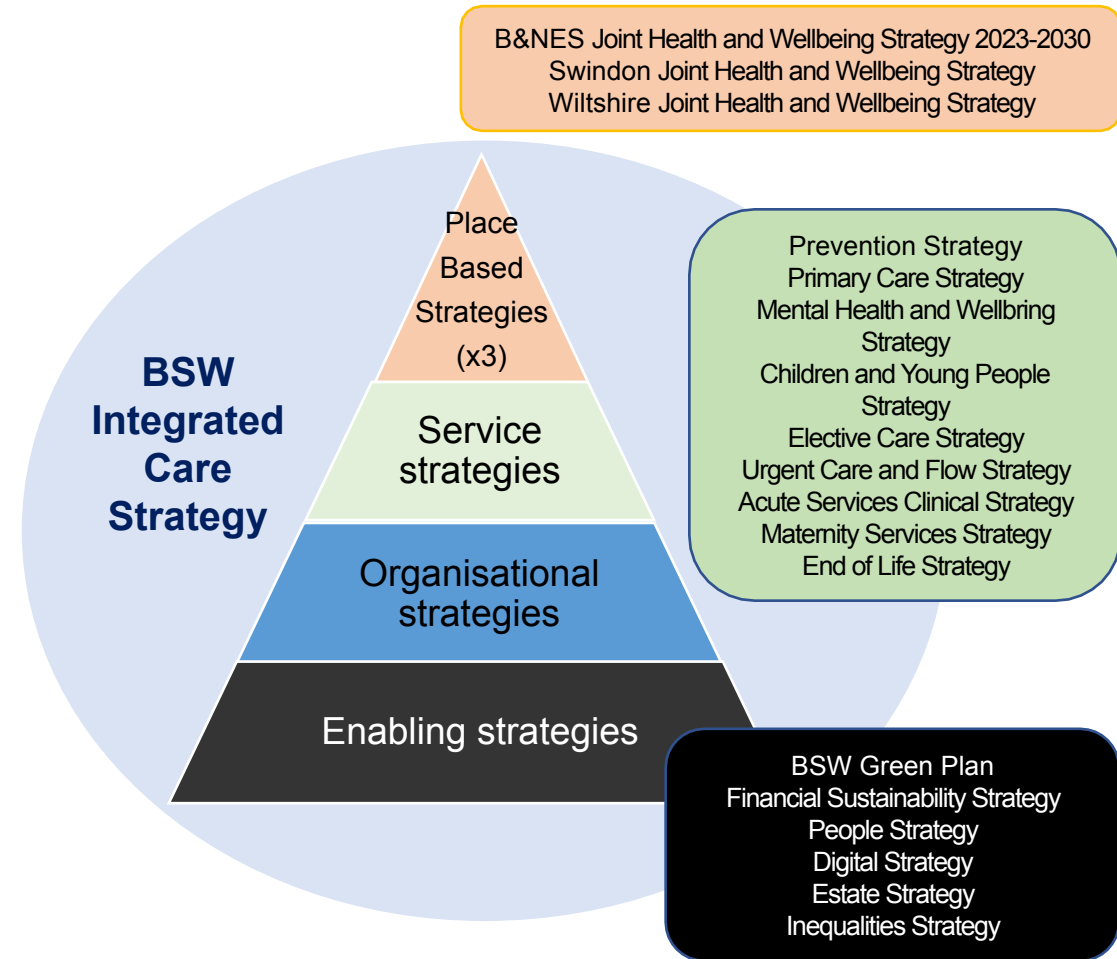 B&NES Joint Health and Wellbeing Strategy 2023-2030
Swindon Joint Health and Wellbeing Strategy
Wiltshire Joint Health and Wellbeing Strategy
Place
Based
Strategies
(x3)
BSW
Integrated
Care
Strategy
Service
strategies
Organisational
strategies
Enabling strategies
Prevention Strategy
Primary Care Strategy
Mental Health and Wellbring
Strategy
Children and Young People
Strategy
Elective Care Strategy
Urgent Care and Flow Strategy
Acute Services Clinical Strategy
Maternity Services Strategy
End of Life Strategy
BSW Green Plan
Financial Sustainability Strategy
People Strategy
Digital Strategy
Estate Strategy
Inequalities Strategy